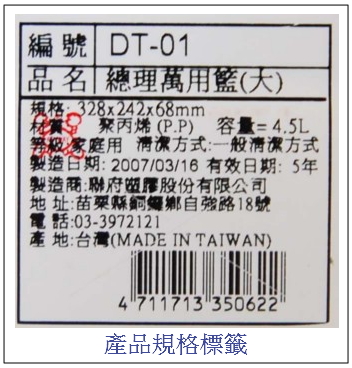 編號 DT-01
品名 總理萬用籃(大)
規格: 328x242x68mm
材質: 聚丙烯(P.P) 容量=4.5L
等級:家庭用 清潔方式:一般清潔方式
製造日期: 2007/03/16 有效日期: 5年
製造商:聯府塑膠股份有限公司
地 址:苗栗縣銅鑼鄉自強路18號
電 話:03-3972121
產 地:台灣(MADE IN TAIWAN)
4 711713 350622
產品規格標籤